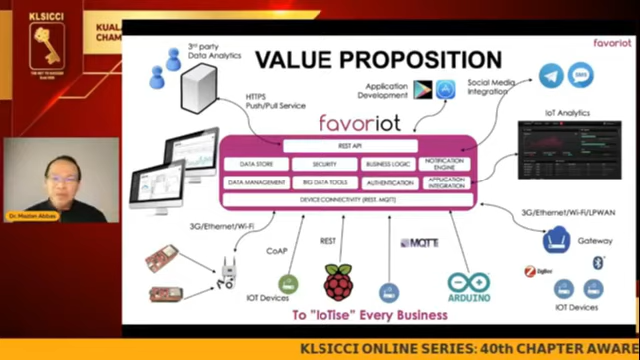 KLSICCI
KLSICCI
KUALA
CHAM
Dr. Mazlan Abbas
favoriot
VALUE PROPOSITION
3rd party
Data Analytics
HTTPS
Push/Pull Service
Application
Development
Social Media
Integration
SMS
IoT Analytics
favoriot
REST API
DATA STORE
SECURITY
BUSINESS LOGIC
NOTIFICATION
ENGINE
DATA MANAGEMENT
BIG DATA TOOLS
AUTHENTICATION
APPLICATION
INTEGRATION
DEVICE CONNECTIVITY (REST, MQTT)
3G/Ethernet/Wi-Fi
CoAP
REST
MQTT
3G/Ethernet/Wi-Fi/LPWAN
Gateway
ZigBee
IOT Devices
ARDUINO
IOT Devices
To "IoTise" Every Business
KLSICCI ONLINE SERIES: 40th CHAPTER AWARE